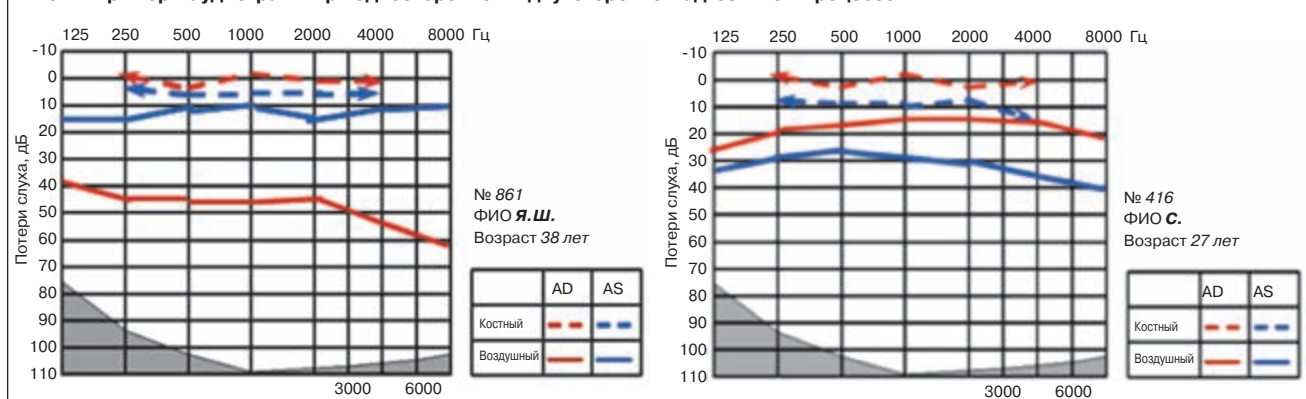 125 250 500 1000 2000 4000 8000 Гц
-10
0
10
20
30
40
50
60
70
80
90
100
110
3000 6000
Потери слуха, дБ
№ 861
ФИО Я.Ш.
Возраст 38 лет
AD AS
Костный
Воздушный
125 250 500 1000 2000 4000 8000 Гц
-10
0
10
20
30
40
50
60
70
80
90
100
110
3000 6000
Потери слуха, дБ
№ 416
ФИО С.
Возраст 27 лет
AD AS
Костный
Воздушный